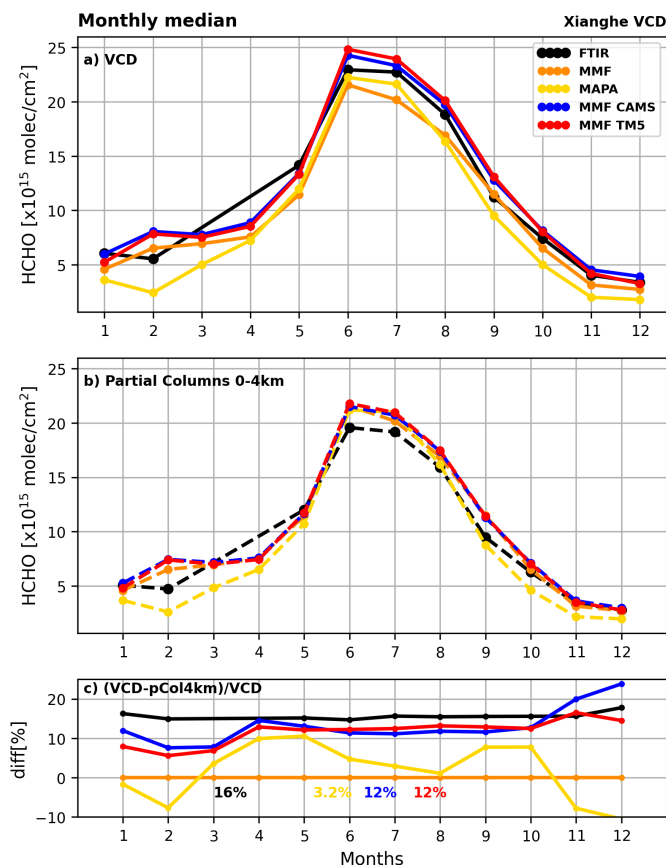 Monthly median Xianghe VCD
a) VCD
FTIR
MMF
MAPA
MMF CAMS
MMF TM5
HCHO [x10¹⁵ molec/cm²]
25
20
15
10
5
1 2 3 4 5 6 7 8 9 10 11 12
b) Partial Columns 0-4km
HCHO [x10¹⁵ molec/cm²]
25
20
15
10
5
1 2 3 4 5 6 7 8 9 10 11 12
c) (VCD-pCol4km)/VCD
diff[%]
20
10
0
−10
16% 3.2% 12% 12%
1 2 3 4 5 6 7 8 9 10 11 12
Months